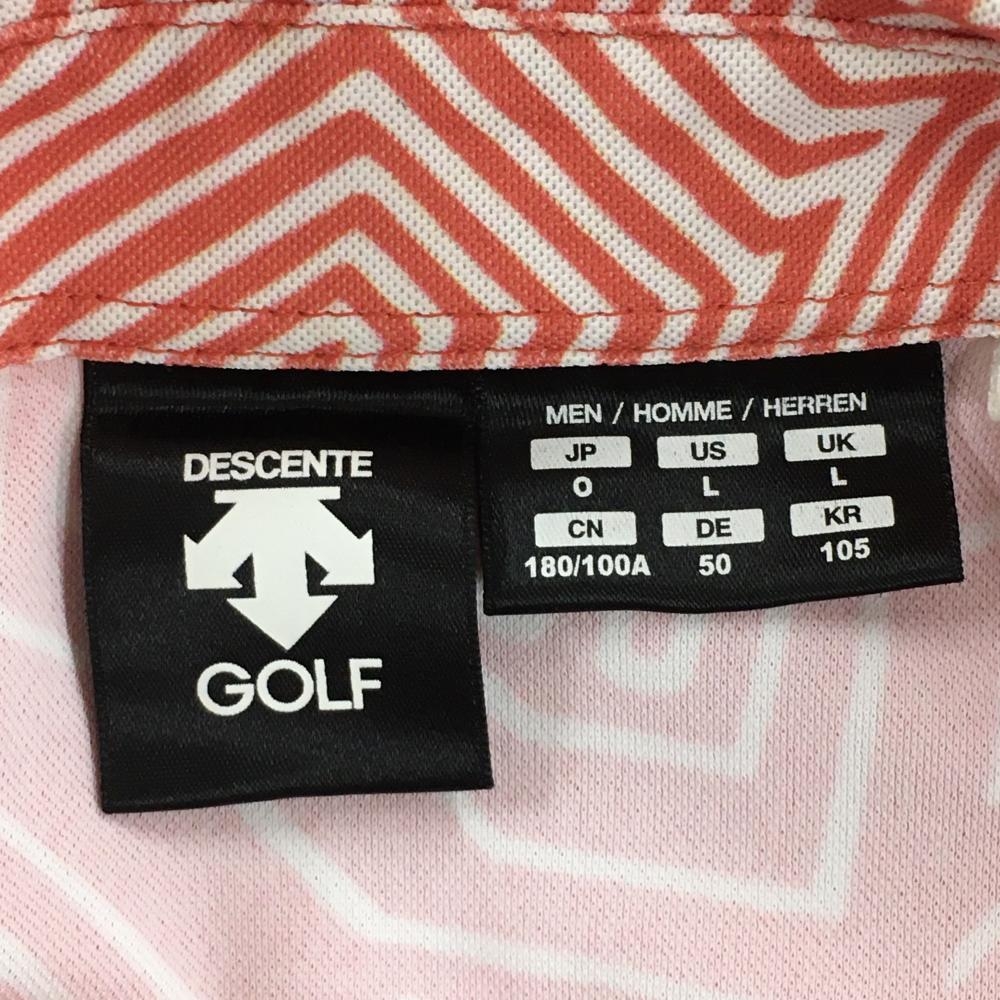 DESCENTE
GOLF
MEN / HOMME / HERREN
JP US UK
O L L
CN DE KR
180/100A 50 105